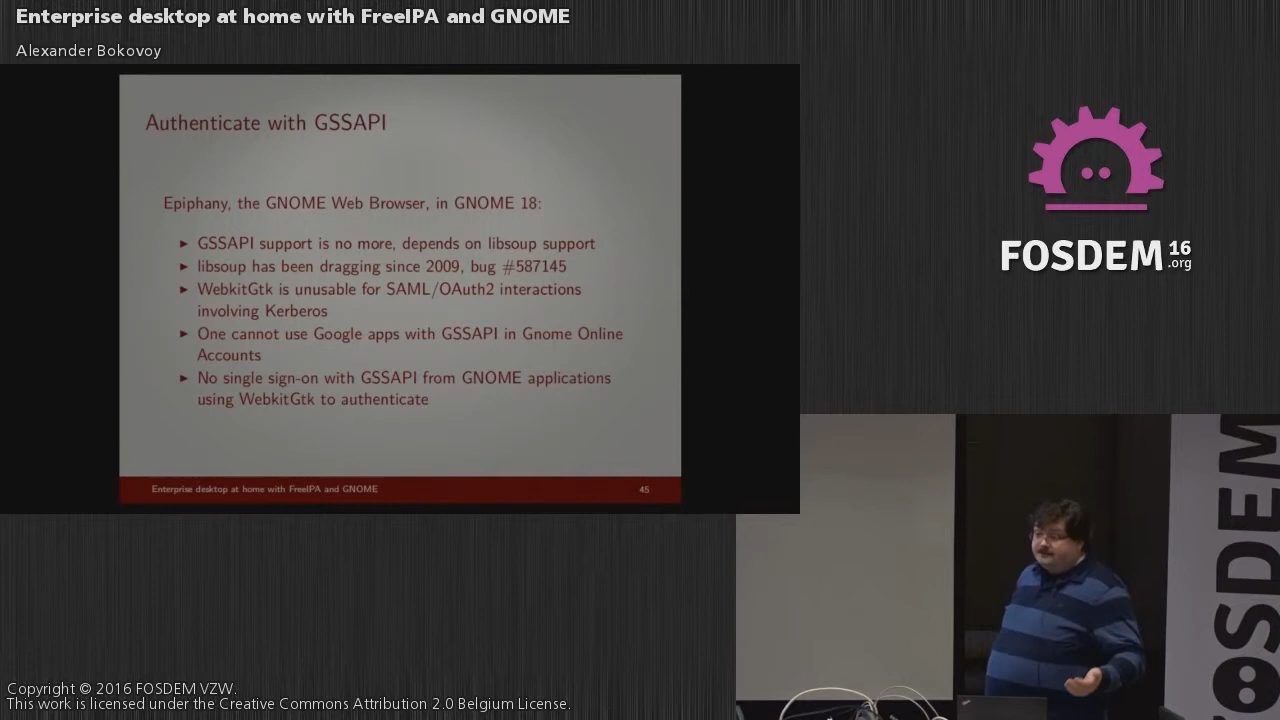 Enterprise desktop at home with FreeIPA and GNOME
Alexander Bokovoy
Authenticate with GSSAPI
Epiphany, the GNOME Web Browser, in GNOME 18:
► GSSAPI support is no more, depends on libsoup support
► libsoup has been dragging since 2009, bug #587145
► WebkitGtk is unusable for SAML/OAuth2 interactions
involving Kerberos
► One cannot use Google apps with GSSAPI in Gnome Online
Accounts
► No single sign-on with GSSAPI from GNOME applications
using WebkitGtk to authenticate
Enterprise desktop at home with FreeIPA and GNOME 45
FOSDEM 16
.org
FOSDEM
Copyright © 2016 FOSDEM VZW.
This work is licensed under the Creative Commons Attribution 2.0 Belgium License.